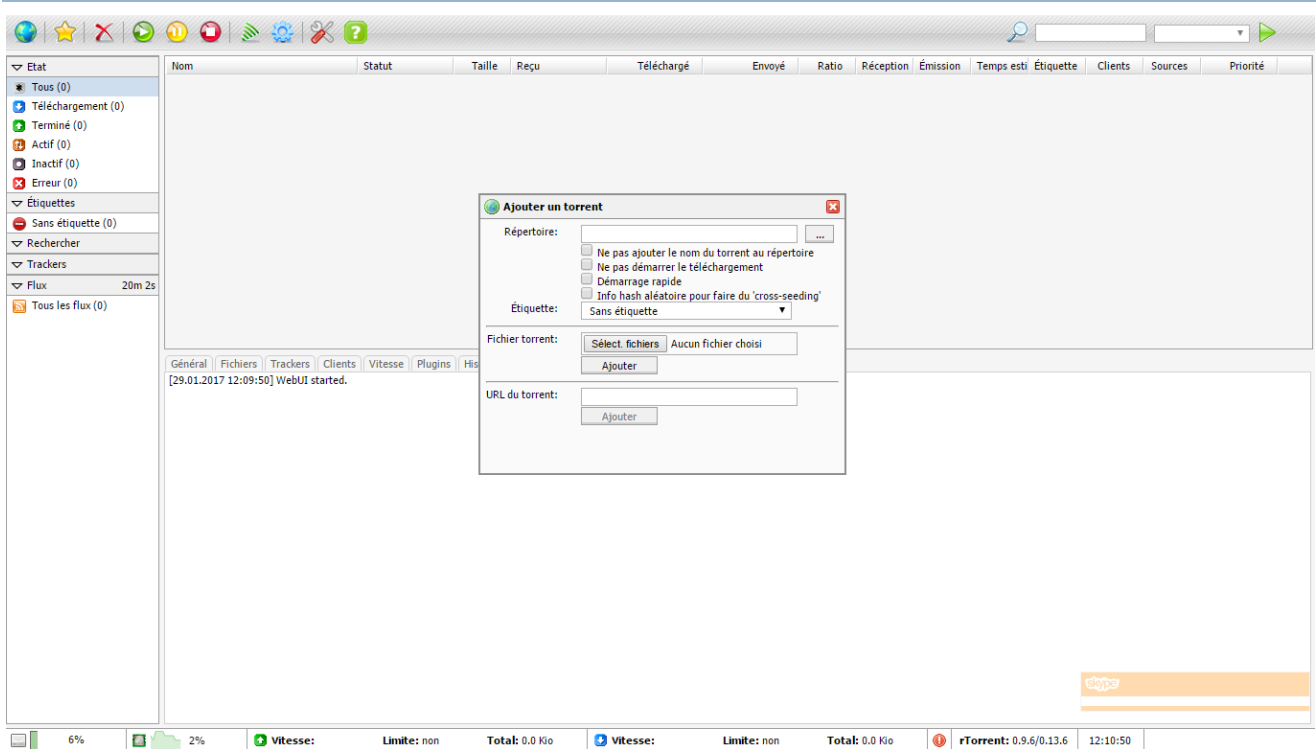 Etat
Tous (0)
Téléchargement (0)
Terminé (0)
Actif (0)
Inactif (0)
Erreur (0)
Étiquettes
Sans étiquette (0)
Rechercher
Trackers
Flux 20m 2s
Tous les flux (0)
Nom Statut Taille Reçu Téléchargé Envoyé Ratio Réception Émission Temps esti Étiquette Clients Sources Priorité
Ajouter un torrent
Répertoire:
...
Ne pas ajouter le nom du torrent au répertoire
Ne pas démarrer le téléchargement
Démarrage rapide
Info hash aléatoire pour faire du 'cross-seeding'
Étiquette: Sans étiquette
Fichier torrent: Sélect. fichiers Aucun fichier choisi
Ajouter
URL du torrent:
Ajouter
Général Fichiers Trackers Clients Vitesse Plugins His
[29.01.2017 12:09:50] WebUI started.
skype
6% 2% Vitesse: Limite: non Total: 0.0 Kio Vitesse: Limite: non Total: 0.0 Kio rTorrent: 0.9.6/0.13.6 12:10:50